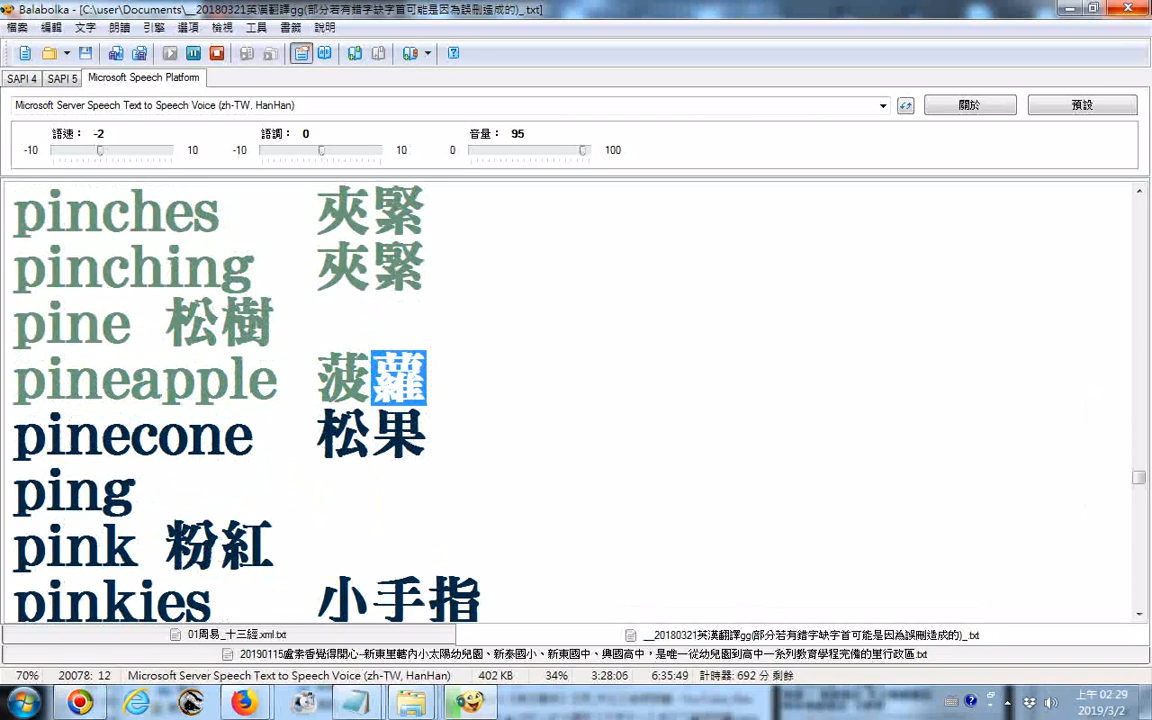 Balabolka - [C:\user\Documents\__20180321英漢翻譯gg(部分若有錯字缺字首可能是因為誤刪造成的)_.txt]
檔案 編輯 文字 朗讀 引擎 選項 檢視 工具 書籤 說明
SAPI 4 SAPI 5 Microsoft Speech Platform
Microsoft Server Speech Text to Speech Voice (zh-TW, HanHan) 關於 預設
語速： -2 語調： 0 音量： 95
-10 10 -10 10 0 100
pinches 夾緊
pinching 夾緊
pine 松樹
pineapple 菠蘿
pinecone 松果
ping
pink 粉紅
pinkies 小手指
01周易_十三經.xml.txt __20180321英漢翻譯gg(部分若有錯字缺字首可能是因為誤刪造成的)_.txt
20190115盧素香覺得開心-新東里轄內小太陽幼兒園、新泰國小、新東國中、興國高中，是唯一從幼兒園到高中一系列教育學程完備的里行政區.txt
70% 20078: 12 Microsoft Server Speech Text to Speech Voice (zh-TW, HanHan) 402 KB 34% 3:28:06 6:35:49 計時器: 692 分 剩餘
上午 02:29
2019/3/2